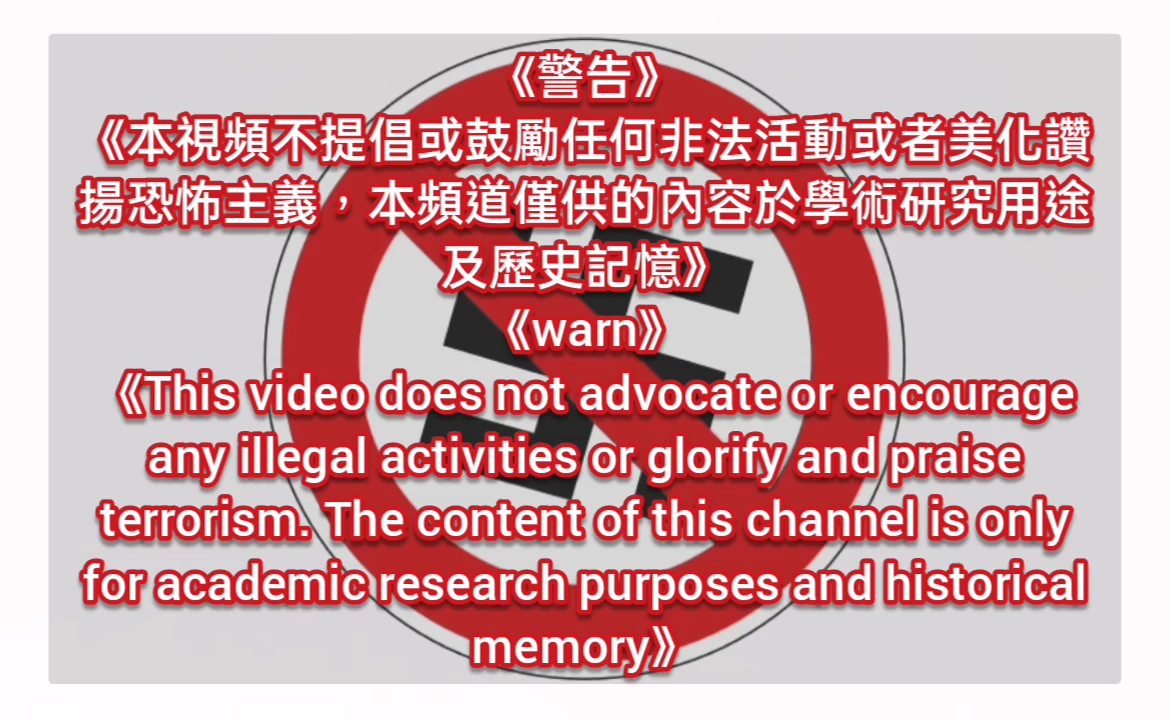 《警告》
《本視頻不提倡或鼓勵任何非法活動或者美化讚
揚恐怖主義，本頻道僅供的內容於學術研究用途
及歷史記憶》
《warn》
《This video does not advocate or encourage
any illegal activities or glorify and praise
terrorism. The content of this channel is only
for academic research purposes and historical
memory》